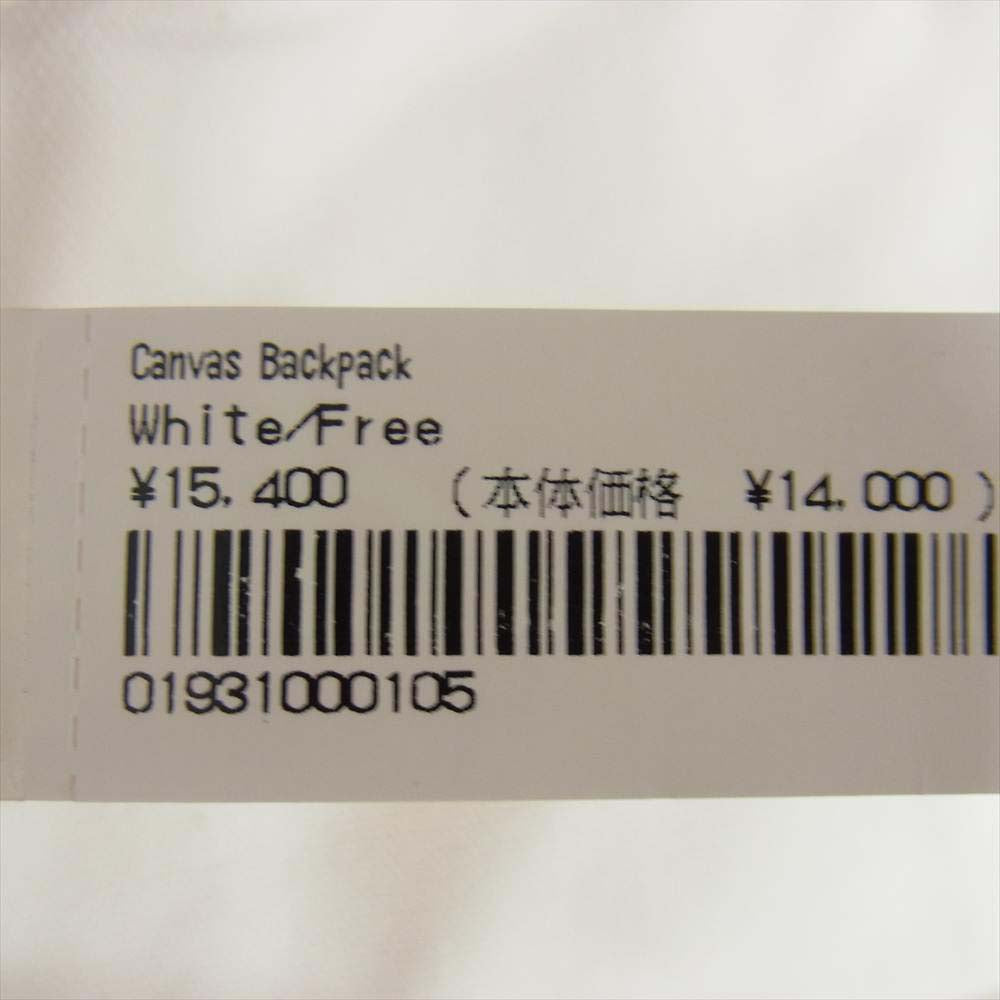 Canvas Backpack
White/Free
¥15,400 (本体価格 ¥14,000)
01931000105